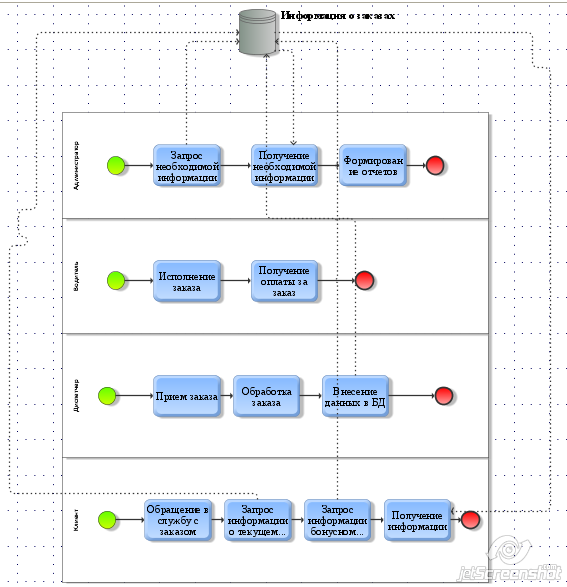 Информация о заказах
Администратор
Запрос
необходимой
информации
Получение
необходимой
информации
Формирован
ие отчетов
Водитель
Исполнение
заказа
Получение
оплаты за
заказ
Диспетчер
Прием заказа
Обработка
заказа
Внесение
данных в БД
Клиент
Обращение в
службу с
заказом
Запрос
информации
о текущем...
Запрос
информации
бонусном...
Получение
информации
jetScreenshot